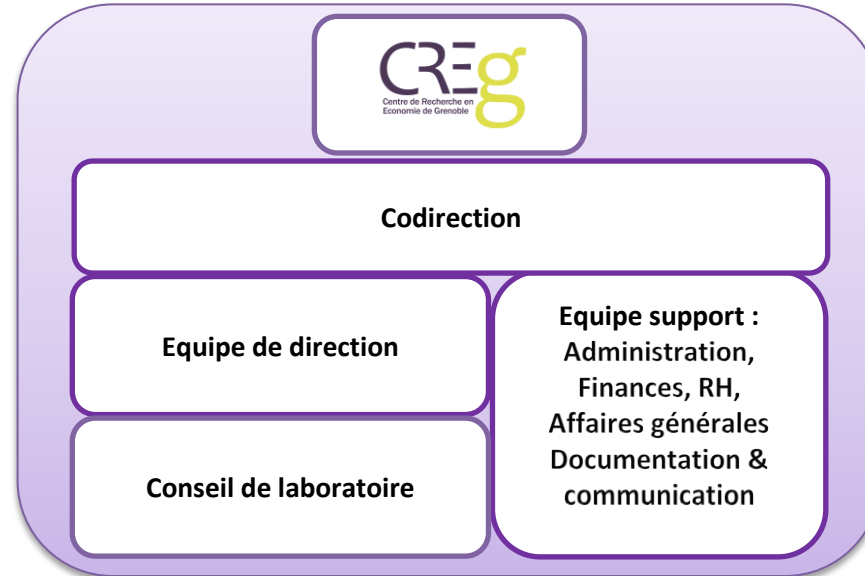 CREg
Centre de Recherche en
Economie de Grenoble
Codirection
Equipe de direction
Conseil de laboratoire
Equipe support :
Administration,
Finances, RH,
Affaires générales
Documentation &
communication